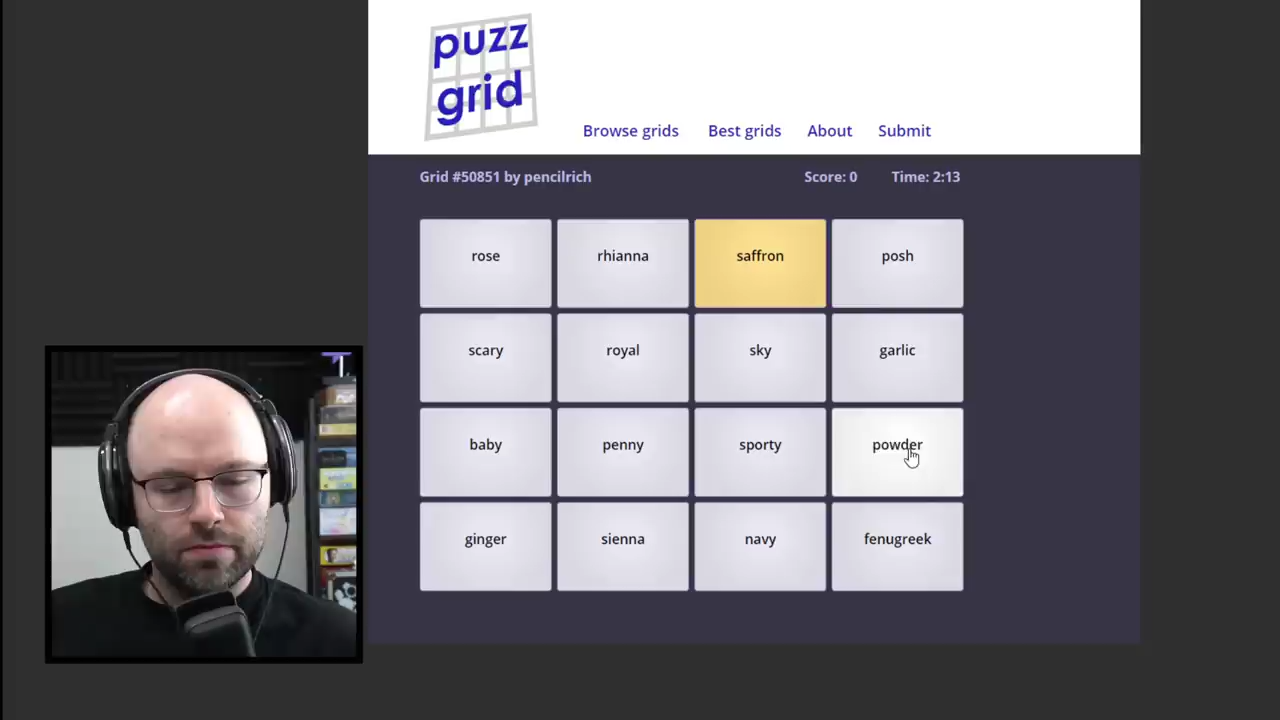 puzz
grid
Browse grids
Best grids
About
Submit
Grid #50851 by pencilrich
Score: 0
Time: 2:13
rose
rhianna
saffron
posh
scary
royal
sky
garlic
baby
penny
sporty
powder
ginger
sienna
navy
fenugreek